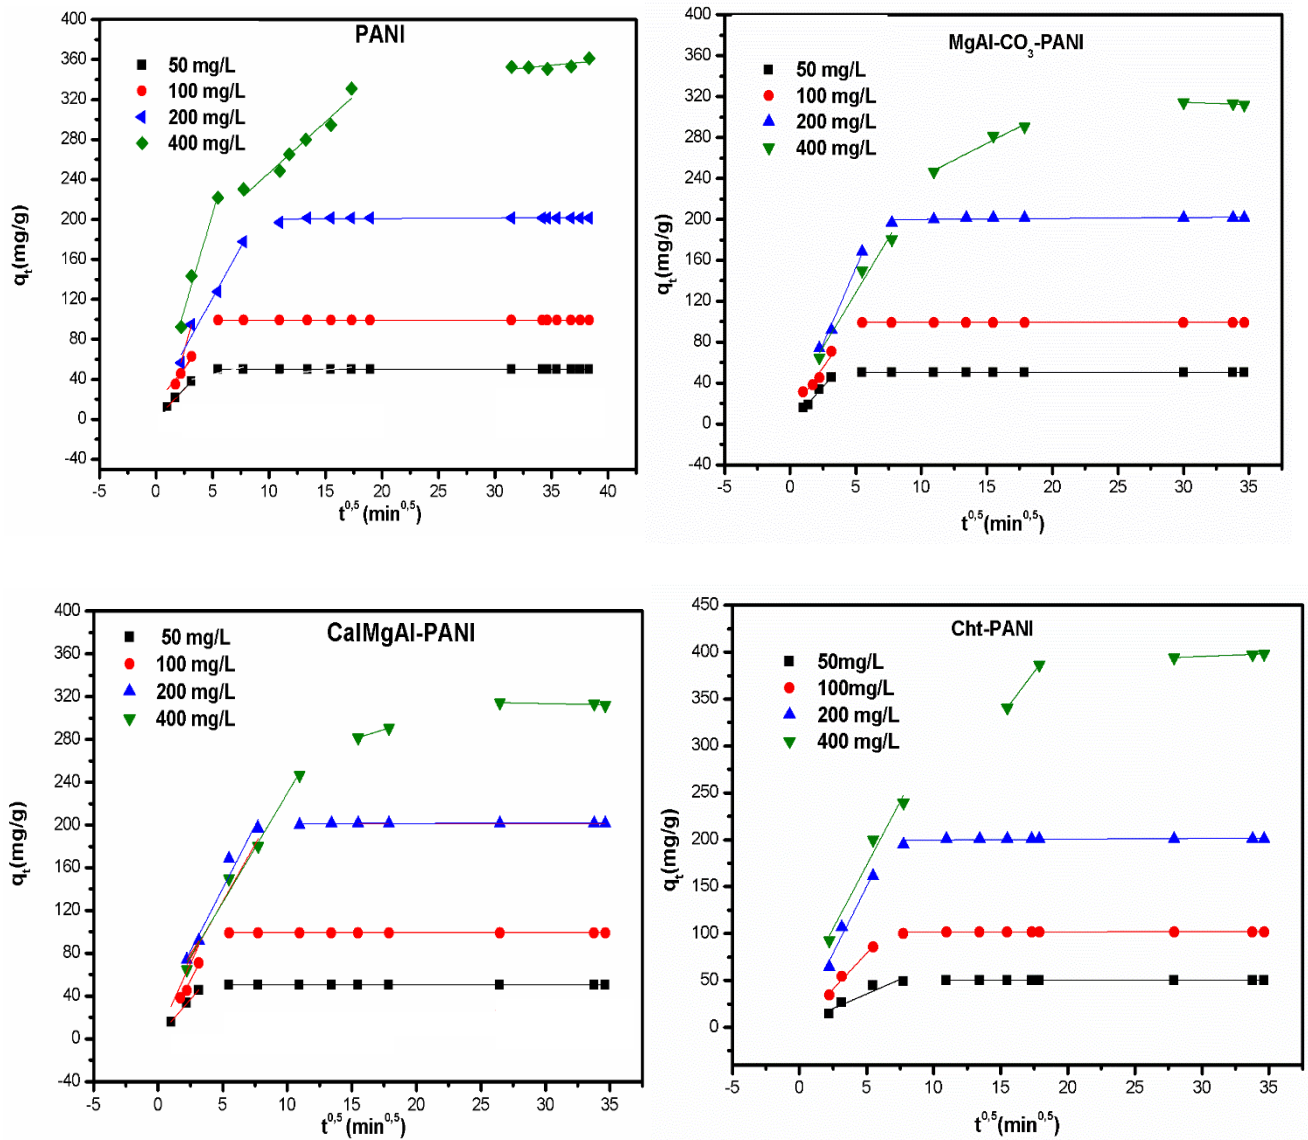 PANI
50 mg/L
100 mg/L
200 mg/L
400 mg/L
400
360
320
280
240
200
160
120
80
40
0
-40
qt(mg/g)
-5 0 5 10 15 20 25 30 35 40
t0,5 (min0,5)
MgAl-CO3-PANI
50 mg/L
100 mg/L
200 mg/L
400 mg/L
400
360
320
280
240
200
160
120
80
40
0
-40
qt(mg/g)
-5 0 5 10 15 20 25 30 35
t0,5(min0,5)
CalMgAl-PANI
50 mg/L
100 mg/L
200 mg/L
400 mg/L
400
360
320
280
240
200
160
120
80
40
0
-40
qt(mg/g)
-5 0 5 10 15 20 25 30 35
t0,5(min0,5)
Cht-PANI
50mg/L
100mg/L
200 mg/L
400 mg/L
450
400
350
300
250
200
150
100
50
0
qt(mg/g)
-5 0 5 10 15 20 25 30 35
t0,5(min0,5)